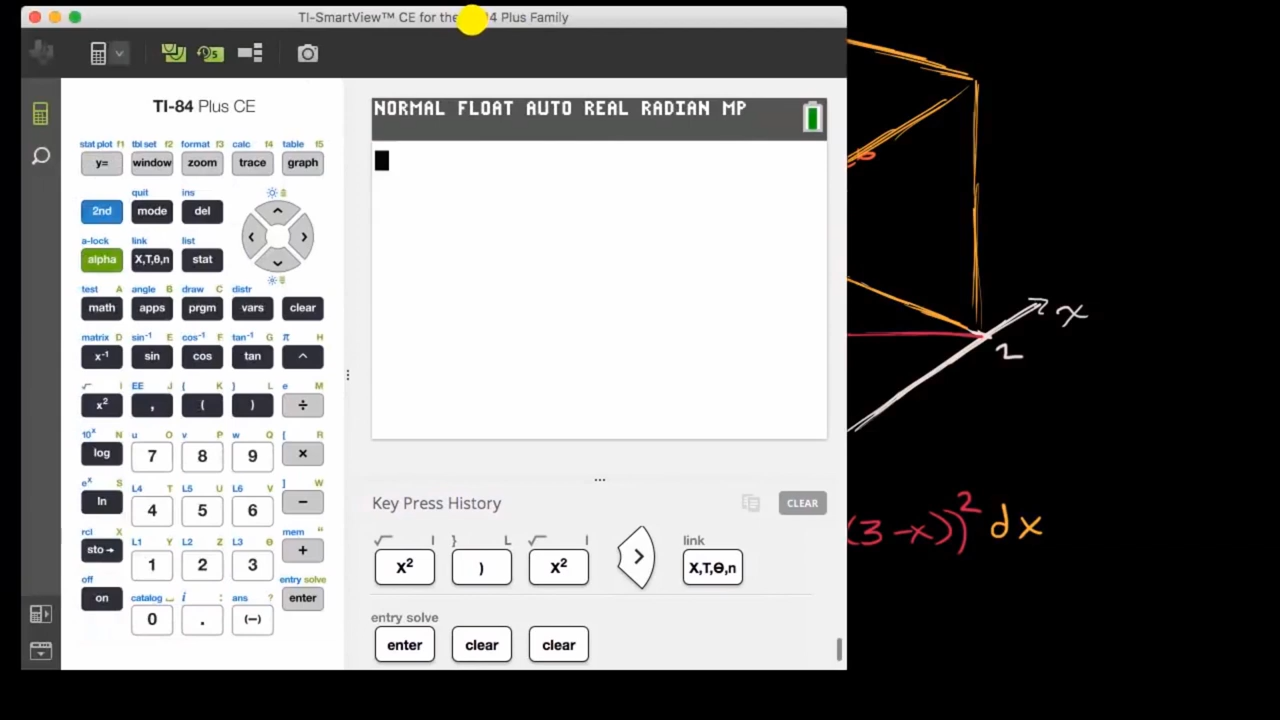 TI-SmartView™ CE for the 84 Plus Family
TI-84 Plus CE
NORMAL FLOAT AUTO REAL RADIAN MP
stat plot f1 tbl set f2 format f3 calc f4 table f5
y= window zoom trace graph
quit ins
2nd mode del
a-lock link list
alpha X,T,θ,n stat
test A angle B draw C distr
math apps prgm vars clear
matrix D sin-1 E cos-1 F tan-1 G π H
x-1 sin cos tan ^
√ I EE J { K } L e M
x² , ( ) ÷
10x N u O v P w Q [ R
log 7 8 9 ×
ex S L4 T L5 U L6 V ] W
ln 4 5 6 −
rcl X L1 Y L2 Z L3 θ mem "
sto→ 1 2 3 +
off catalog i : ans ? entry solve
on 0 . (−) enter
Key Press History
CLEAR
√ I } L √ I link
x² ) x² > X,T,θ,n
entry solve
enter clear clear
x
2
(3-x))² dx